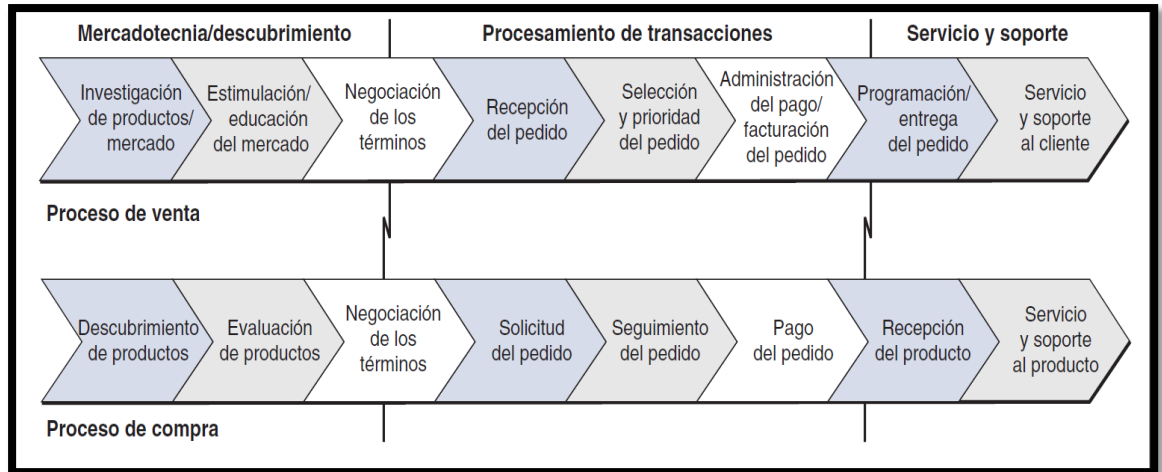 Mercadotecnia/descubrimiento
Procesamiento de transacciones
Servicio y soporte
Investigación
de productos/
mercado
Estimulación/
educación
del mercado
Negociación
de los
términos
Recepción
del pedido
Selección
y prioridad
del pedido
Administración
del pago/
facturación
del pedido
Programación/
entrega
del pedido
Servicio
y soporte
al cliente
Proceso de venta
Descubrimiento
de productos
Evaluación
de productos
Negociación
de los
términos
Solicitud
del pedido
Seguimiento
del pedido
Pago
del pedido
Recepción
del producto
Servicio
y soporte
al producto
Proceso de compra